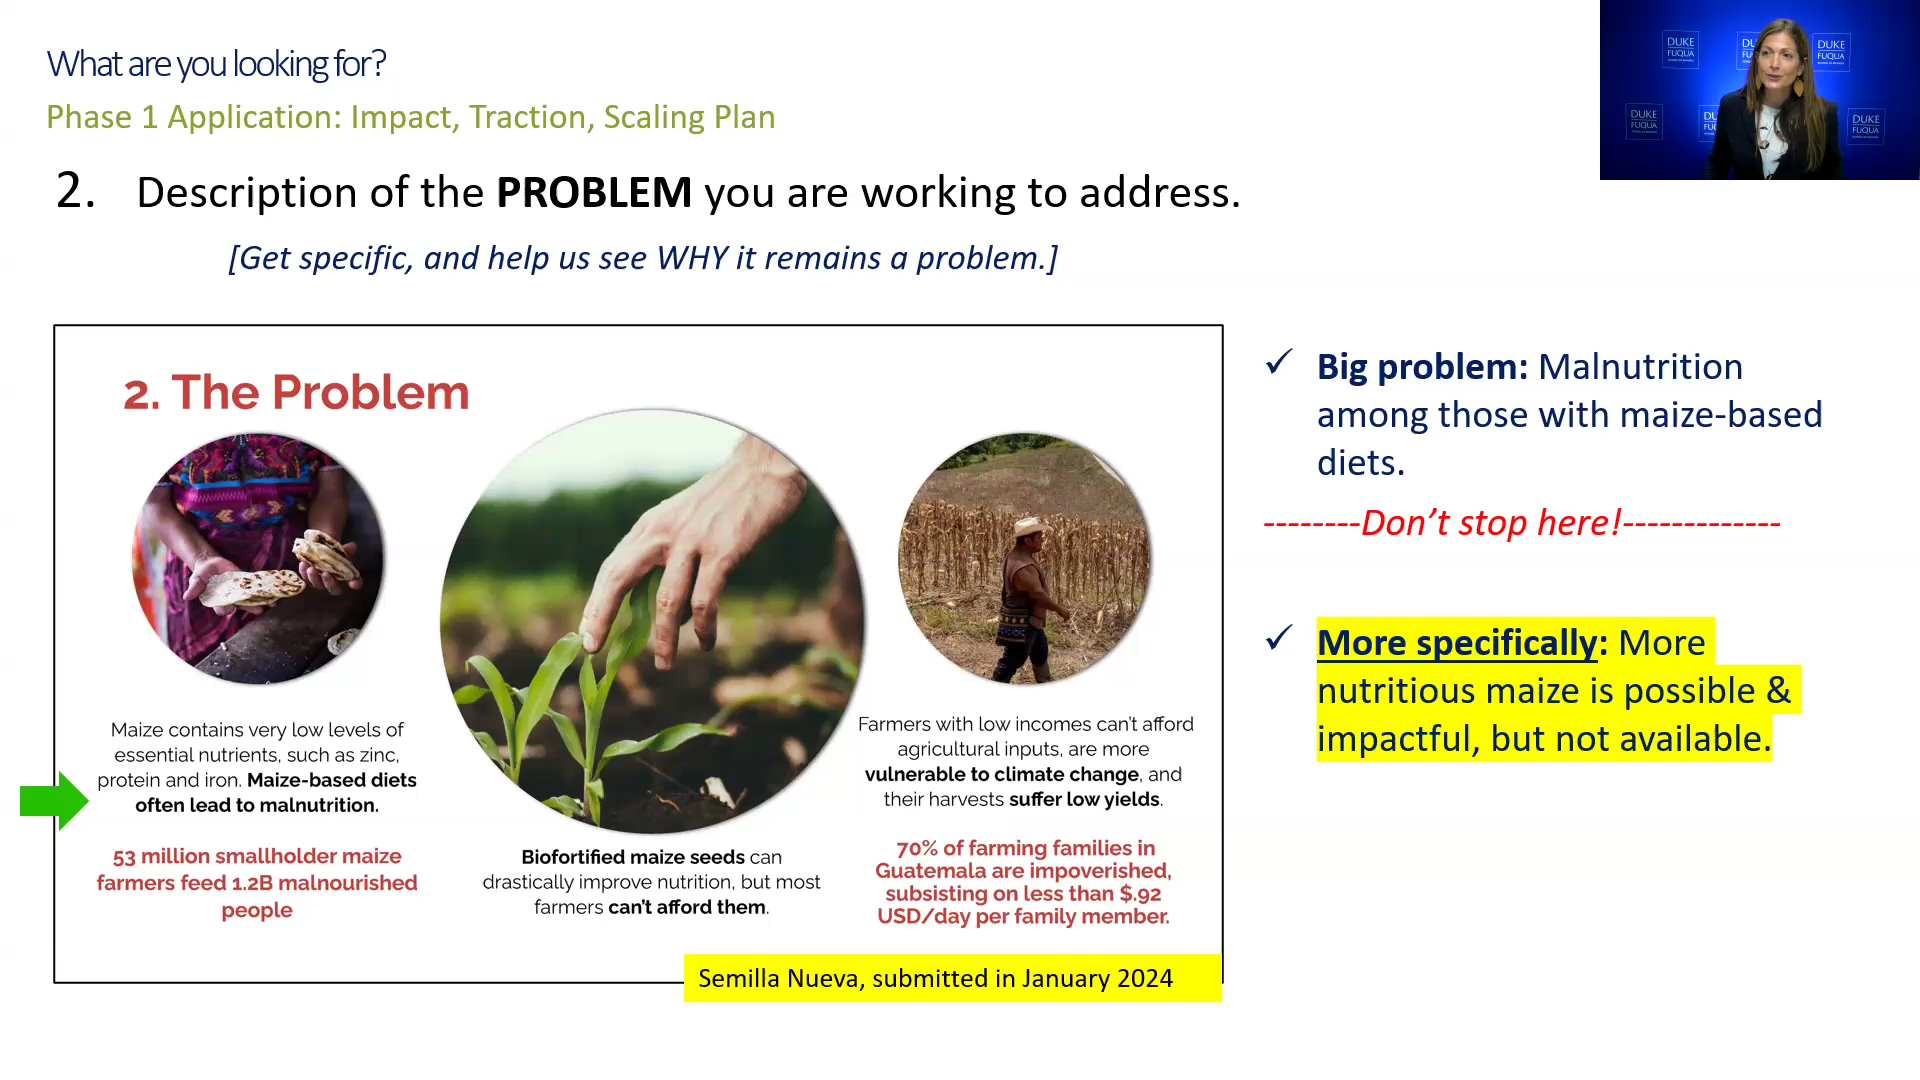 What are you looking for?
Phase 1 Application: Impact, Traction, Scaling Plan
2. Description of the PROBLEM you are working to address.
[Get specific, and help us see WHY it remains a problem.]
2. The Problem
Maize contains very low levels of
essential nutrients, such as zinc,
protein and iron. Maize-based diets
often lead to malnutrition.
53 million smallholder maize
farmers feed 1.2B malnourished
people
Biofortified maize seeds can
drastically improve nutrition, but most
farmers can't afford them.
Farmers with low incomes can't afford
agricultural inputs, are more
vulnerable to climate change, and
their harvests suffer low yields.
70% of farming families in
Guatemala are impoverished,
subsisting on less than $.92
USD/day per family member.
Semilla Nueva, submitted in January 2024
✓ Big problem: Malnutrition
among those with maize-based
diets.
--------Don't stop here!-------------
✓ More specifically: More
nutritious maize is possible &
impactful, but not available.
DUKE
FUQUA
DU
DUKE
FUQUA
DUKE
FUQUA
DU
FUQ
DUKE
FUQUA